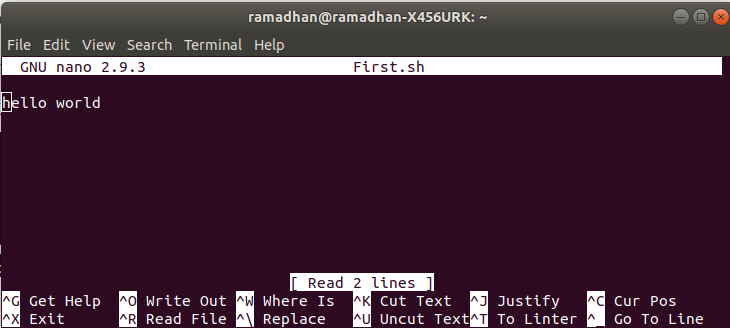 ramadhan@ramadhan-X456URK: ~
File Edit View Search Terminal Help
GNU nano 2.9.3 First.sh
hello world
[ Read 2 lines ]
^G Get Help ^O Write Out ^W Where Is ^K Cut Text ^J Justify ^C Cur Pos
^X Exit ^R Read File ^\ Replace ^U Uncut Text ^T To Linter ^_ Go To Line